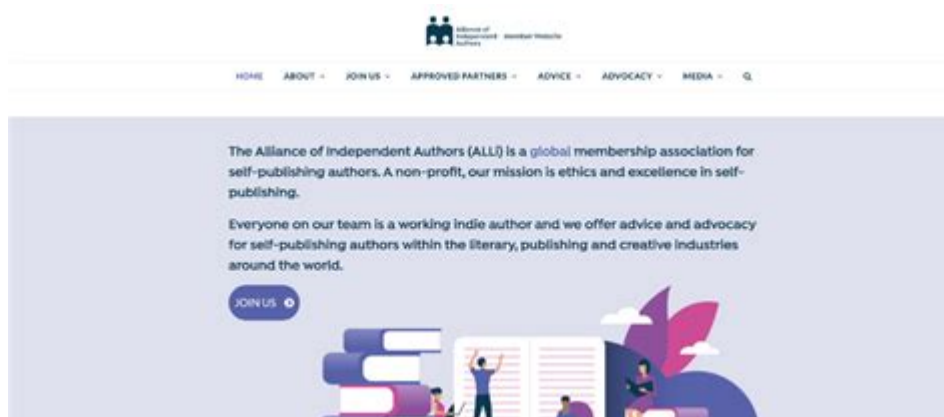 Alliance of
Independent Member Website
Authors
HOME ABOUT JOIN US APPROVED PARTNERS ADVICE ADVOCACY MEDIA
The Alliance of Independent Authors (ALLi) is a global membership association for
self-publishing authors. A non-profit, our mission is ethics and excellence in self-
publishing.
Everyone on our team is a working indie author and we offer advice and advocacy
for self-publishing authors within the literary, publishing and creative industries
around the world.
JOIN US